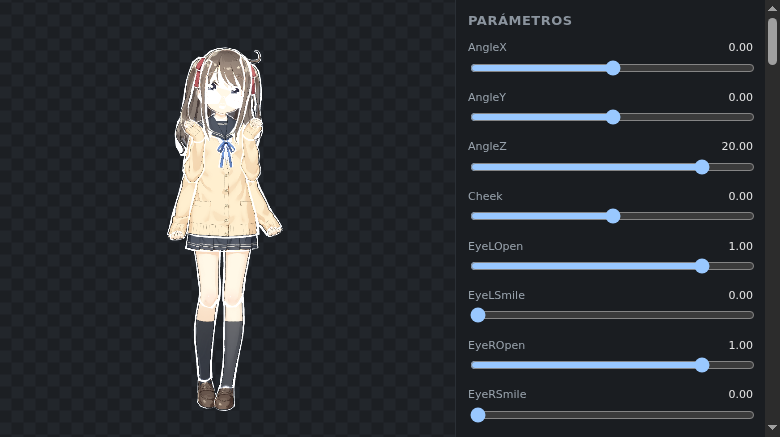 PARÁMETROS
AngleX 0.00
AngleY 0.00
AngleZ 20.00
Cheek 0.00
EyeLOpen 1.00
EyeLSmile 0.00
EyeROpen 1.00
EyeRSmile 0.00